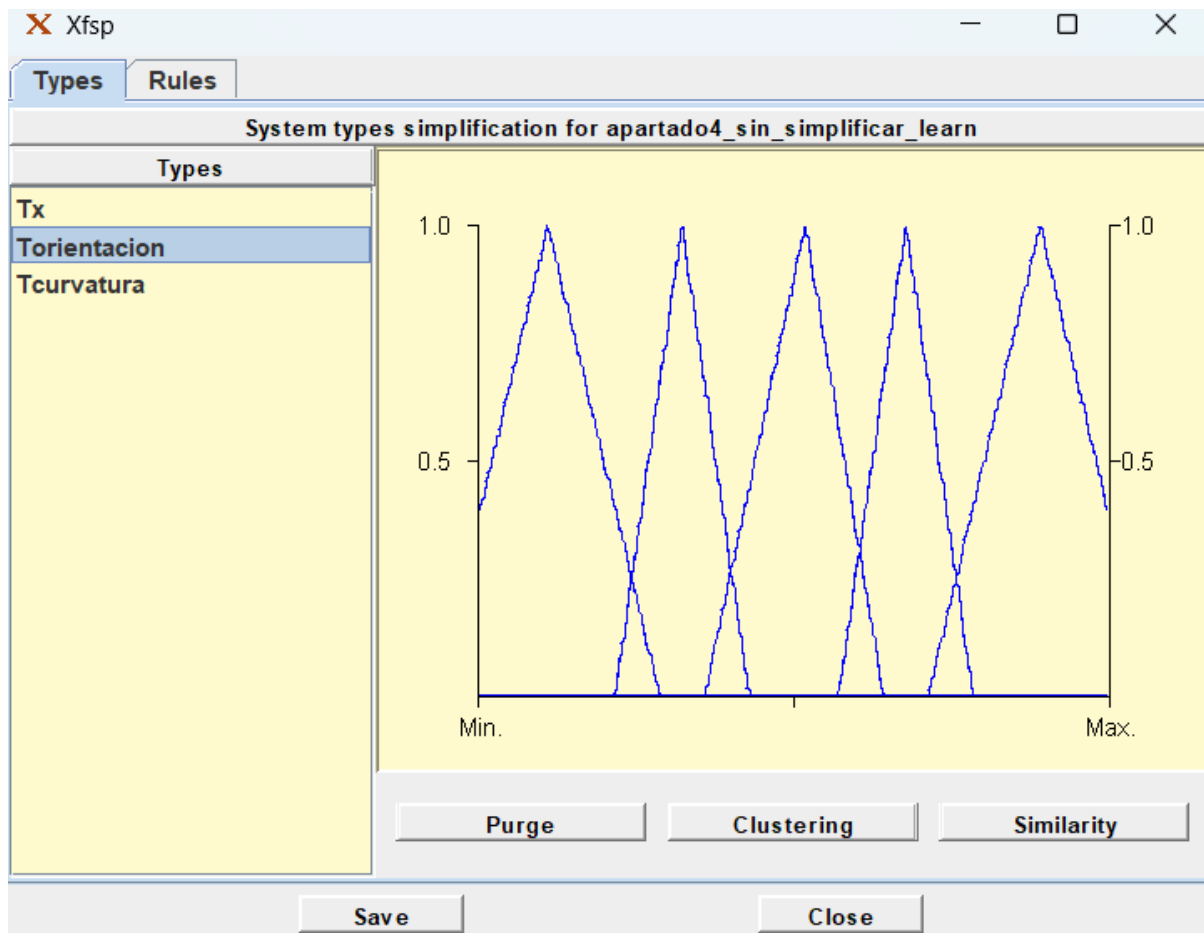 Xfsp
Types Rules
System types simplification for apartado4_sin_simplificar_learn
Types
Tx
Torientacion
Tcurvatura
1.0 1.0
0.5 0.5
Min. Max.
Purge Clustering Similarity
Save Close